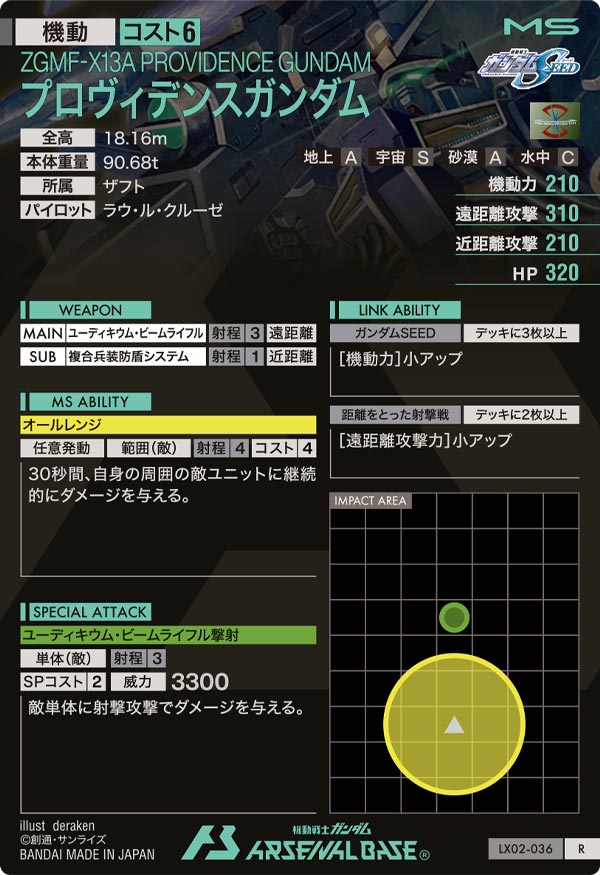 機動 コスト6 MS
ZGMF-X13A PROVIDENCE GUNDAM
プロヴィデンスガンダム
機動戦士 ガンダム SEED
全高 18.16m
本体重量 90.68t
所属 ザフト
パイロット ラウ・ル・クルーゼ
地上 A 宇宙 S 砂漠 A 水中 C
機動力 210
遠距離攻撃 310
近距離攻撃 210
HP 320
WEAPON
MAIN ユーディキウム・ビームライフル 射程 3 遠距離
SUB 複合兵装防盾システム 射程 1 近距離
MS ABILITY
オールレンジ
任意発動 範囲(敵) 射程 4 コスト 4
30秒間、自身の周囲の敵ユニットに継続
的にダメージを与える。
SPECIAL ATTACK
ユーディキウム・ビームライフル撃射
単体(敵) 射程 3
SPコスト 2 威力 3300
敵単体に射撃攻撃でダメージを与える。
LINK ABILITY
ガンダムSEED デッキに3枚以上
[機動力]小アップ
距離をとった射撃戦 デッキに2枚以上
[遠距離攻撃力]小アップ
IMPACT AREA
illust deraken
©創通・サンライズ
BANDAI MADE IN JAPAN
機動戦士ガンダム
AB ARSENAL BASE®
LX02-036 R